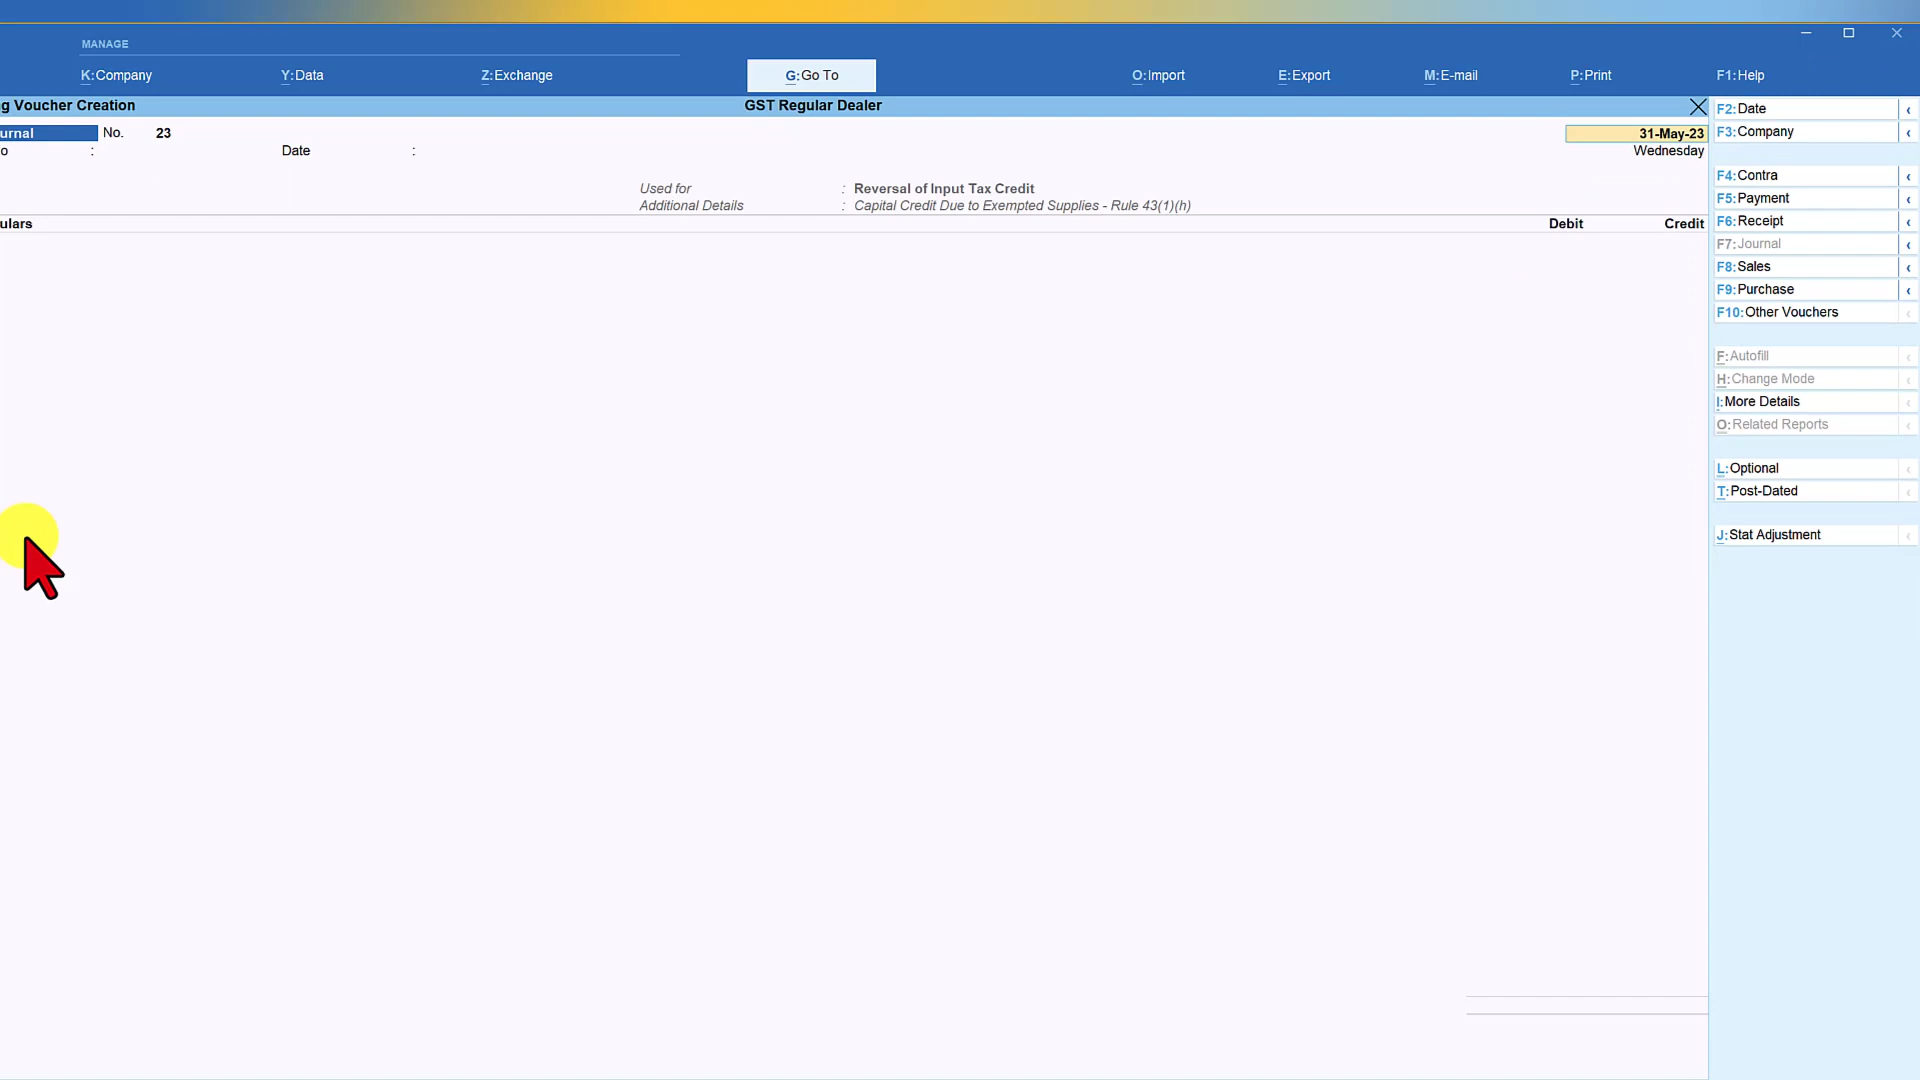 MANAGE
K:Company Y:Data Z:Exchange G:Go To O:Import E:Export M:E-mail P:Print F1:Help
g Voucher Creation GST Regular Dealer
urnal No. 23 31-May-23
o : Date : Wednesday
Used for : Reversal of Input Tax Credit
Additional Details : Capital Credit Due to Exempted Supplies - Rule 43(1)(h)
ulars Debit Credit
F2:Date
F3:Company
F4:Contra
F5:Payment
F6:Receipt
F7:Journal
F8:Sales
F9:Purchase
F10:Other Vouchers
F:Autofill
H:Change Mode
I:More Details
O:Related Reports
L:Optional
T:Post-Dated
J:Stat Adjustment